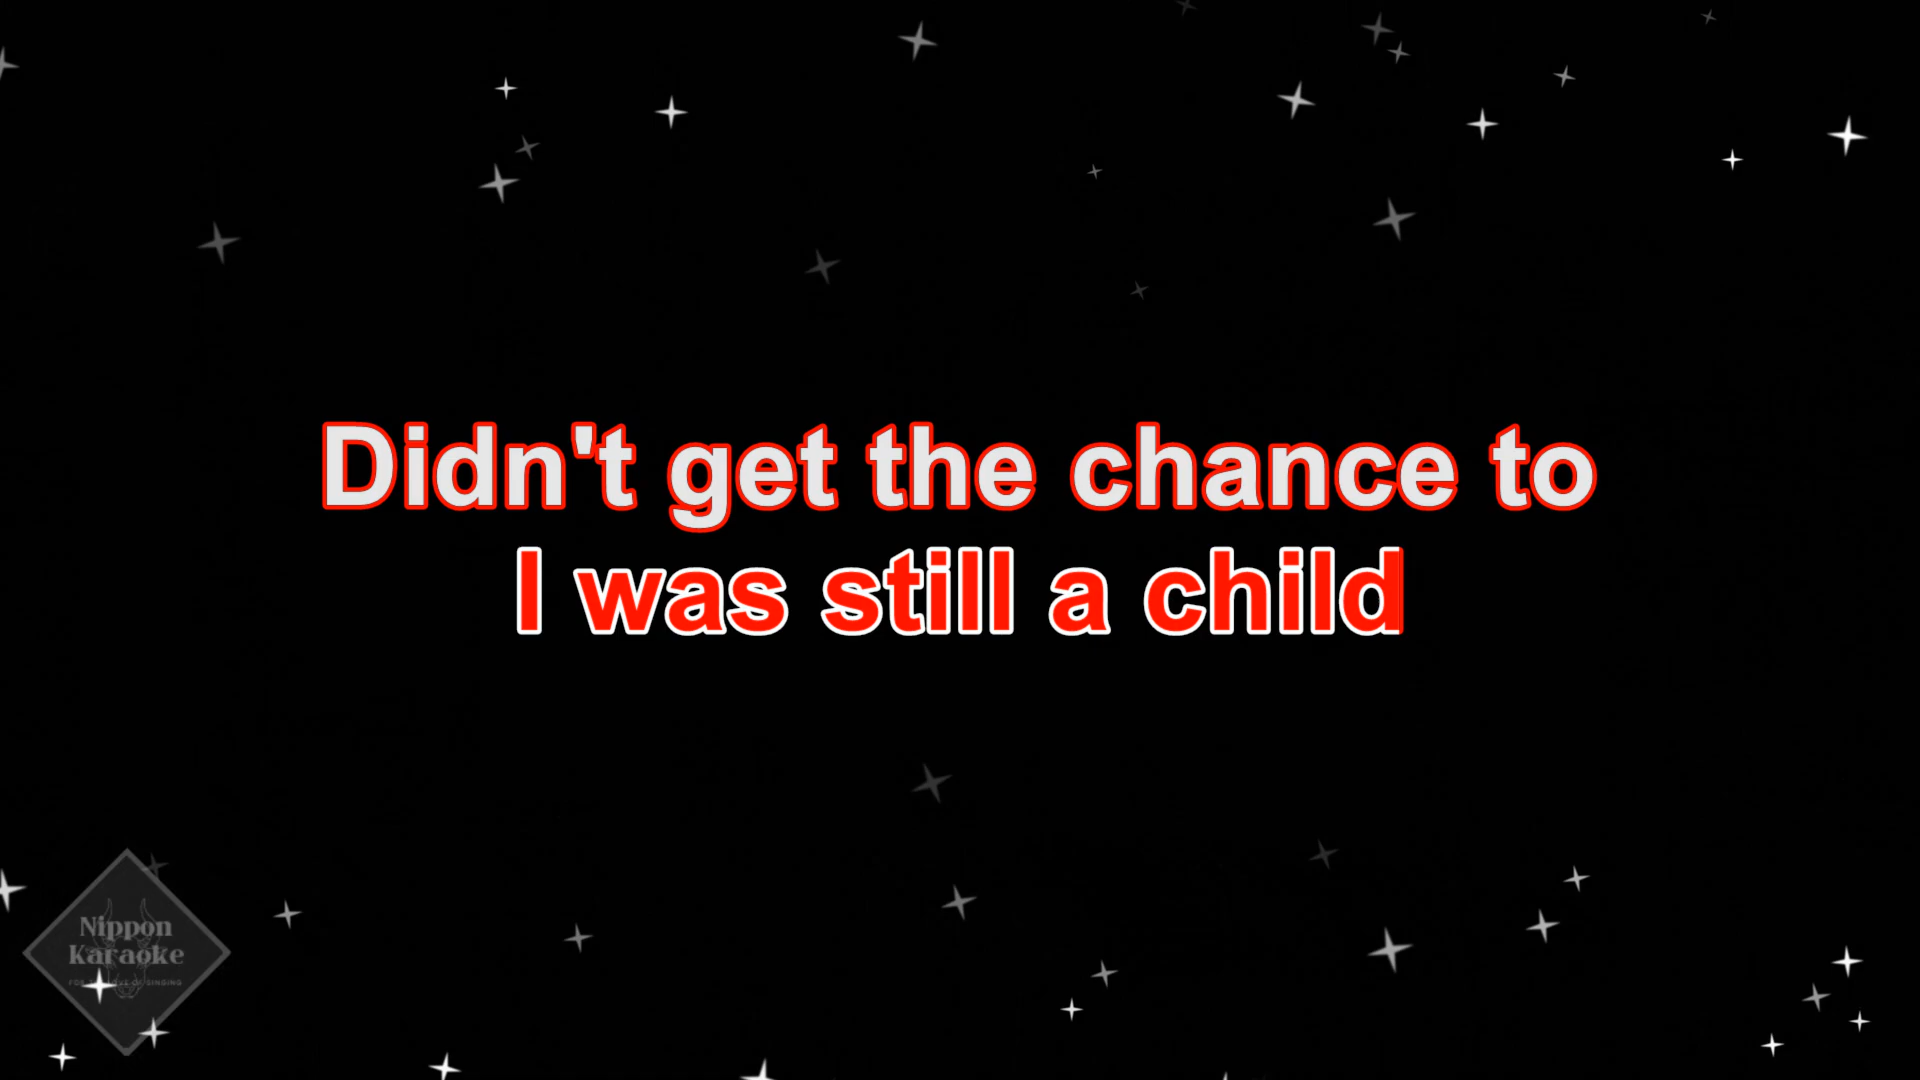 Didn't get the chance to
I was still a child
Nippon
Karaoke